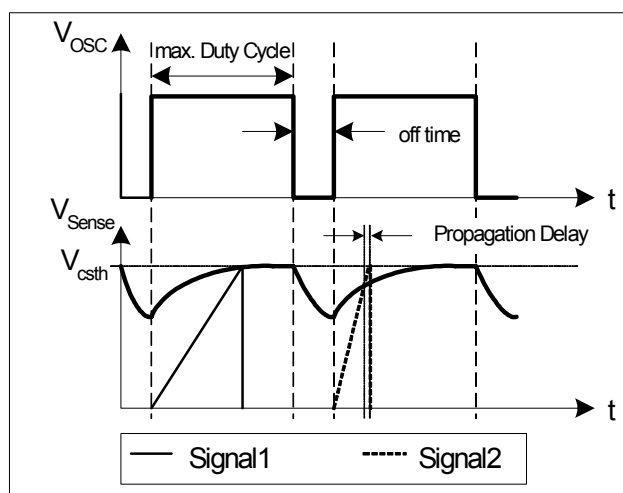 V_OSC
max. Duty Cycle
off time
t
V_Sense
Propagation Delay
V_csth
t
Signal1
Signal2